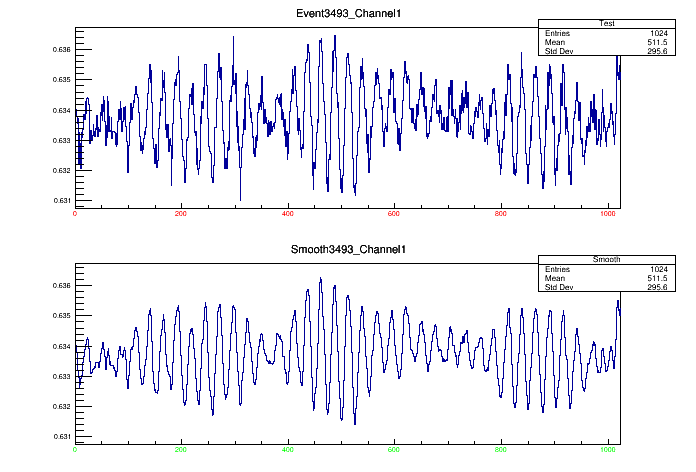 Event3493_Channel1
Test
Entries 1024
Mean 511.5
Std Dev 295.6
0.636
0.635
0.634
0.633
0.632
0.631
0 200 400 600 800 1000
Smooth3493_Channel1
Smooth
Entries 1024
Mean 511.5
Std Dev 295.6
0.636
0.635
0.634
0.633
0.632
0.631
0 200 400 600 800 1000